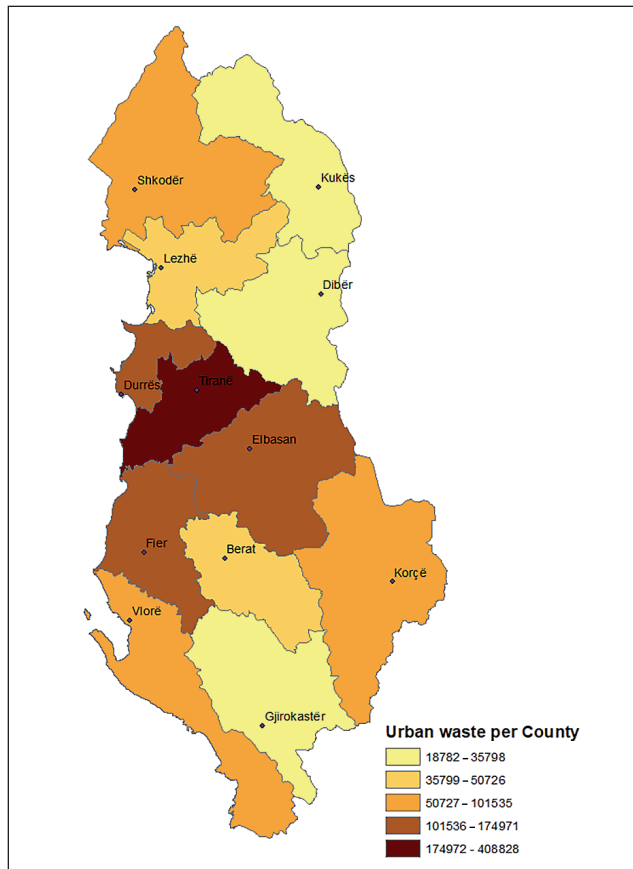 Shkodër
Kukës
Lezhë
Dibër
Durrës
Tiranë
Elbasan
Fier
Berat
Korçë
Vlorë
Gjirokastër
Urban waste per County
18782 – 35798
35799 – 50726
50727 – 101535
101536 – 174971
174972 – 408828